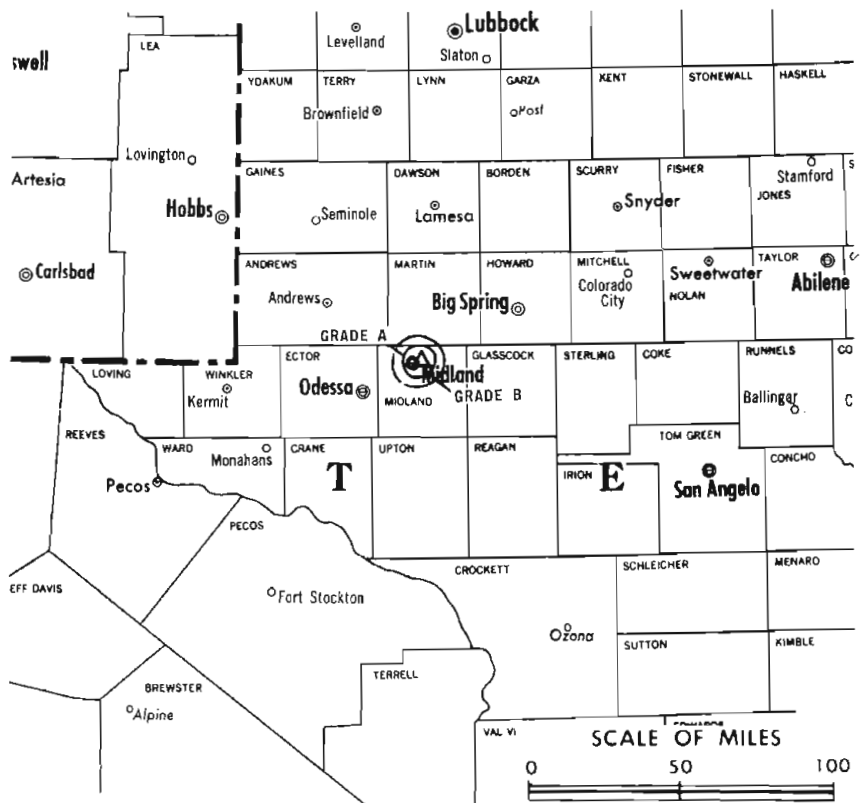 LEA
Levelland
Lubbock
Slaton
swell
YOAKUM
TERRY
LYNN
GARZA
KENT
STONEWALL
HASKELL
Brownfield
Post
Lovington
Artesia
GAINES
DAWSON
BORDEN
SCURRY
FISHER
Stamford
JONES
S
Hobbs
Seminole
Lamesa
Snyder
ANDREWS
MARTIN
HOWARD
MITCHELL
TAYLOR
C
Carlsbad
Andrews
Big Spring
Colorado
City
Sweetwater
NOLAN
Abilene
GRADE A
LOVING
WINKLER
ECTOR
GLASSCOCK
STERLING
COKE
RUNNELS
CO
Midland
Kermit
Odessa
MIDLAND
GRADE B
Ballinger
C
REEVES
WARD
Monahans
CRANE
UPTON
REAGAN
TOM GREEN
CONCHO
Pecos
T
IRION
E
San Angelo
PECOS
CROCKETT
SCHLEICHER
MENARD
EFF DAVIS
Fort Stockton
Ozona
SUTTON
KIMBLE
TERRELL
BREWSTER
Alpine
VAL VI
SCALE OF MILES
0
50
100